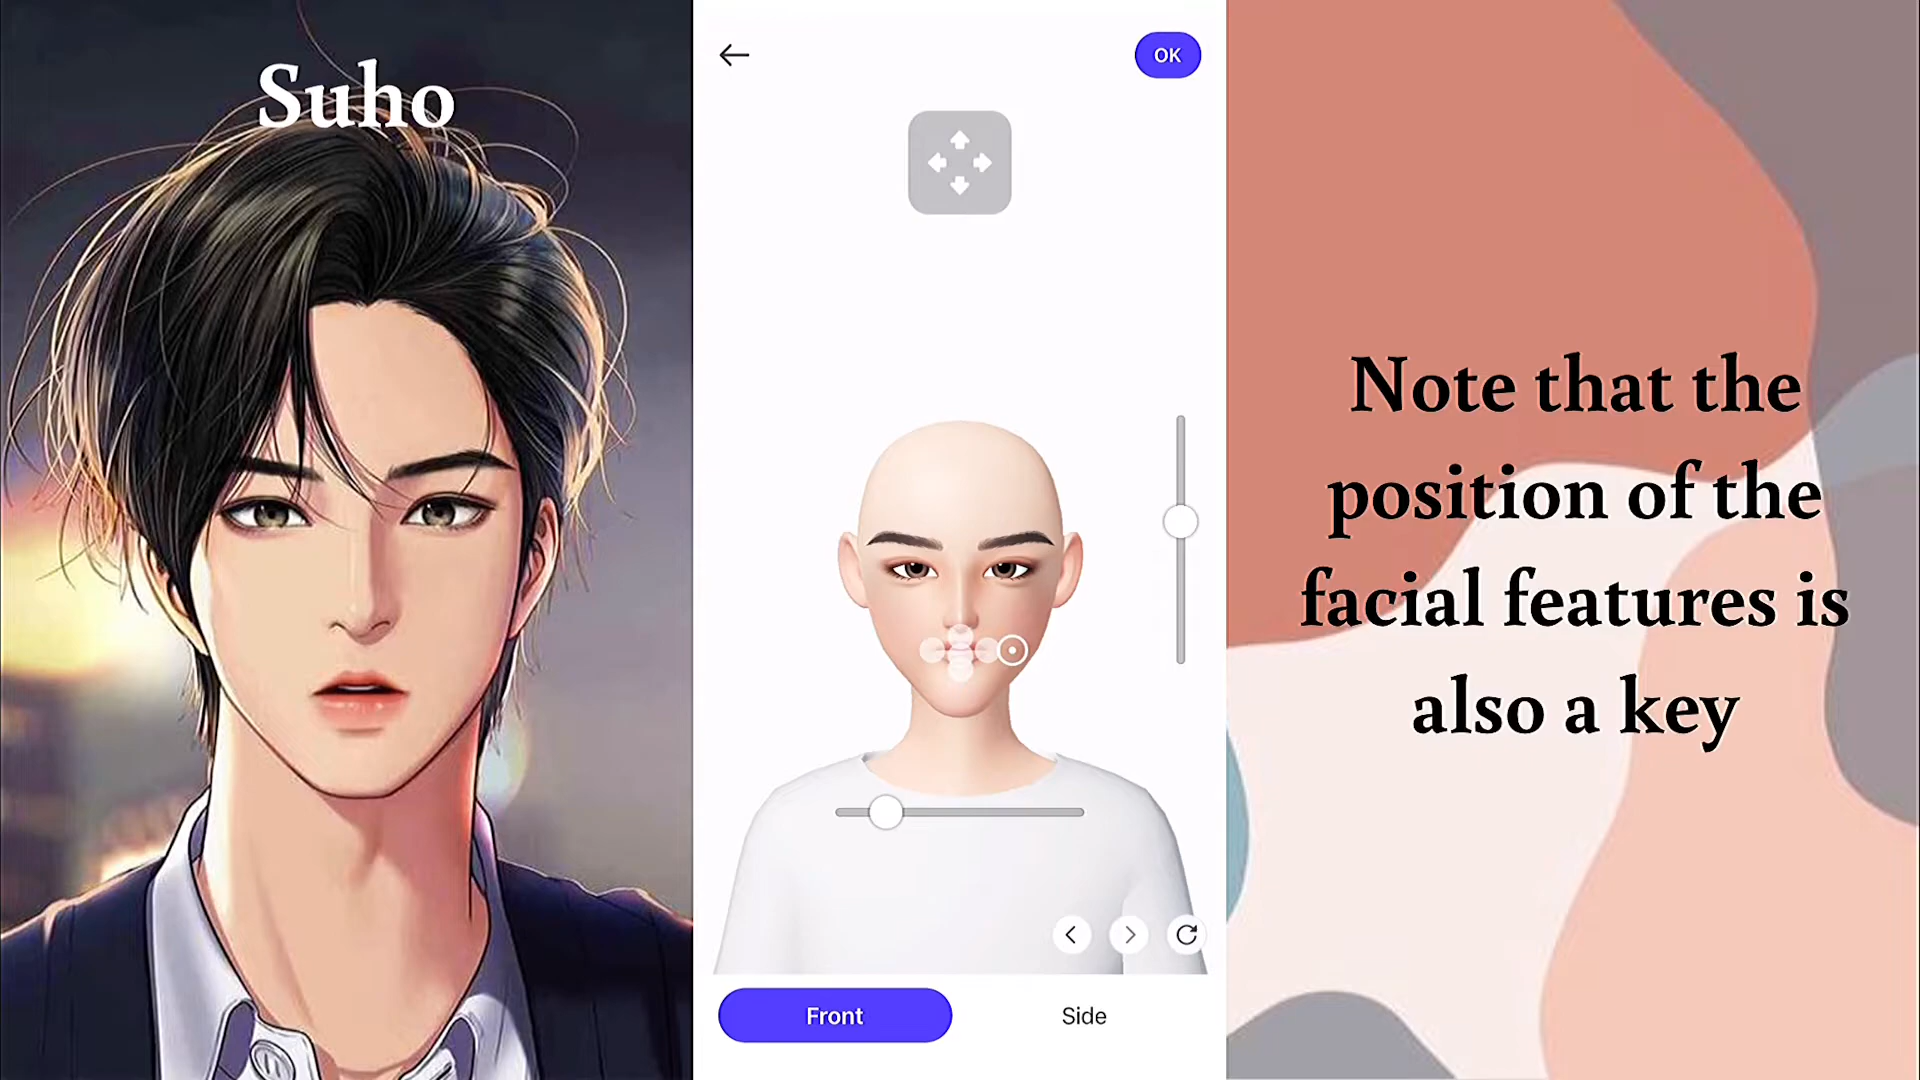 Suho
OK
Note that the
position of the
facial features is
also a key
Front
Side